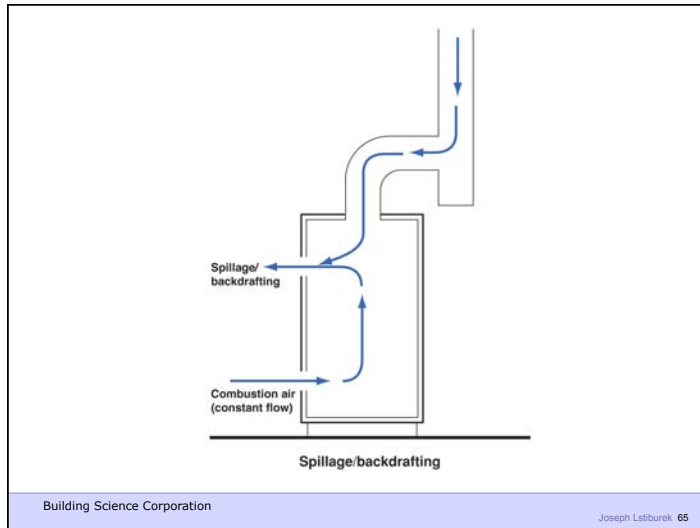 Spillage/
backdrafting
Combustion air
(constant flow)
Spillage/backdrafting
Building Science Corporation
Joseph Lstiburek 65